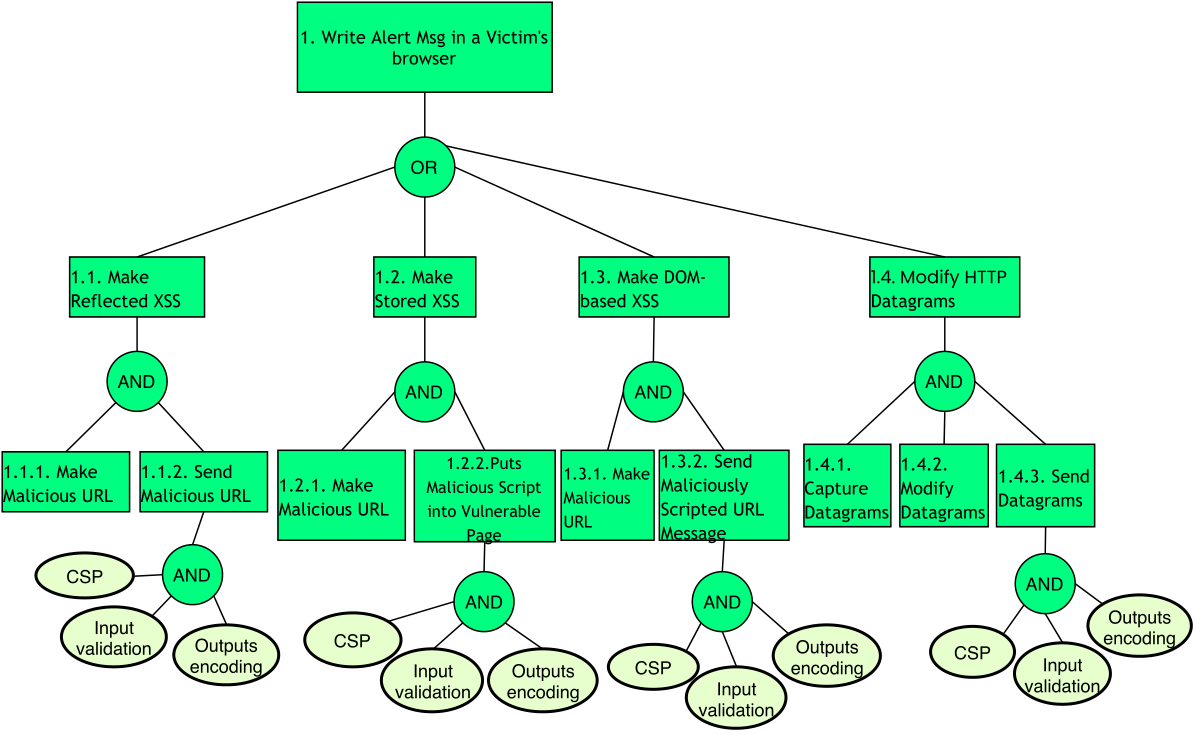 1. Write Alert Msg in a Victim's
browser
OR
1.1. Make
Reflected XSS
1.2. Make
Stored XSS
1.3. Make DOM-
based XSS
1.4. Modify HTTP
Datagrams
AND
AND
AND
AND
1.1.1. Make
Malicious URL
1.1.2. Send
Malicious URL
1.2.1. Make
Malicious URL
1.2.2.Puts
Malicious Script
into Vulnerable
Page
1.3.1. Make
Malicious
URL
1.3.2. Send
Maliciously
Scripted URL
Message
1.4.1.
Capture
Datagrams
1.4.2.
Modify
Datagrams
1.4.3. Send
Datagrams
AND
CSP
Input
validation
Outputs
encoding
AND
CSP
Input
validation
Outputs
encoding
AND
CSP
Input
validation
Outputs
encoding
AND
CSP
Input
validation
Outputs
encoding